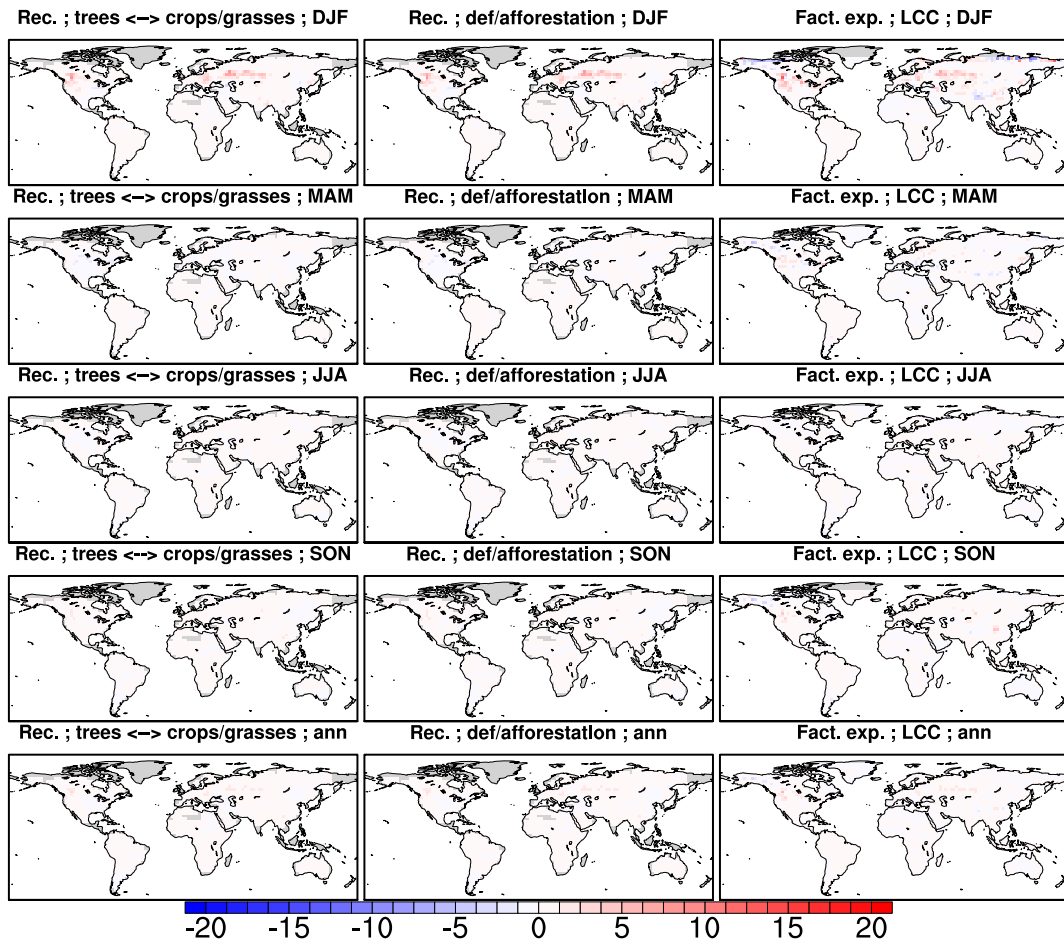 Rec. ; trees <-> crops/grasses ; DJF
Rec. ; def/afforestation ; DJF
Fact. exp. ; LCC ; DJF
Rec. ; trees <-> crops/grasses ; MAM
Rec. ; def/afforestation ; MAM
Fact. exp. ; LCC ; MAM
Rec. ; trees <-> crops/grasses ; JJA
Rec. ; def/afforestation ; JJA
Fact. exp. ; LCC ; JJA
Rec. ; trees <--> crops/grasses ; SON
Rec. ; def/afforestation ; SON
Fact. exp. ; LCC ; SON
Rec. ; trees <-> crops/grasses ; ann
Rec. ; def/afforestation ; ann
Fact. exp. ; LCC ; ann
-20 -15 -10 -5 0 5 10 15 20